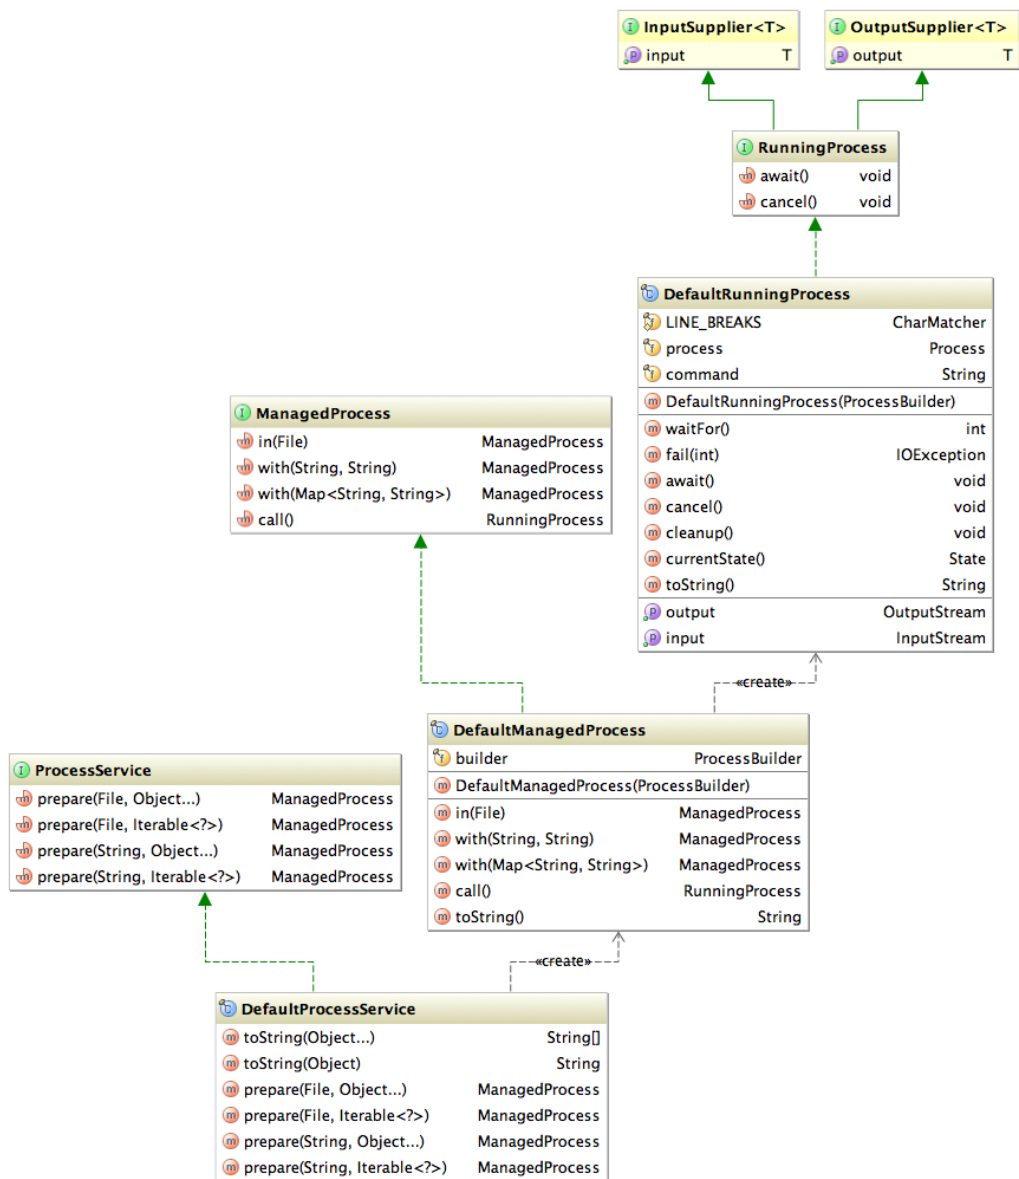 InputSupplier<T>
input T
OutputSupplier<T>
output T
RunningProcess
await() void
cancel() void
DefaultRunningProcess
LINE_BREAKS CharMatcher
process Process
command String
DefaultRunningProcess(ProcessBuilder)
waitFor() int
fail(int) IOException
await() void
cancel() void
cleanup() void
currentState() State
toString() String
output OutputStream
input InputStream
ManagedProcess
in(File) ManagedProcess
with(String, String) ManagedProcess
with(Map<String, String>) ManagedProcess
call() RunningProcess
«create»
DefaultManagedProcess
builder ProcessBuilder
DefaultManagedProcess(ProcessBuilder)
in(File) ManagedProcess
with(String, String) ManagedProcess
with(Map<String, String>) ManagedProcess
call() RunningProcess
toString() String
ProcessService
prepare(File, Object...) ManagedProcess
prepare(File, Iterable<?>) ManagedProcess
prepare(String, Object...) ManagedProcess
prepare(String, Iterable<?>) ManagedProcess
«create»
DefaultProcessService
toString(Object...) String[]
toString(Object) String
prepare(File, Object...) ManagedProcess
prepare(File, Iterable<?>) ManagedProcess
prepare(String, Object...) ManagedProcess
prepare(String, Iterable<?>) ManagedProcess